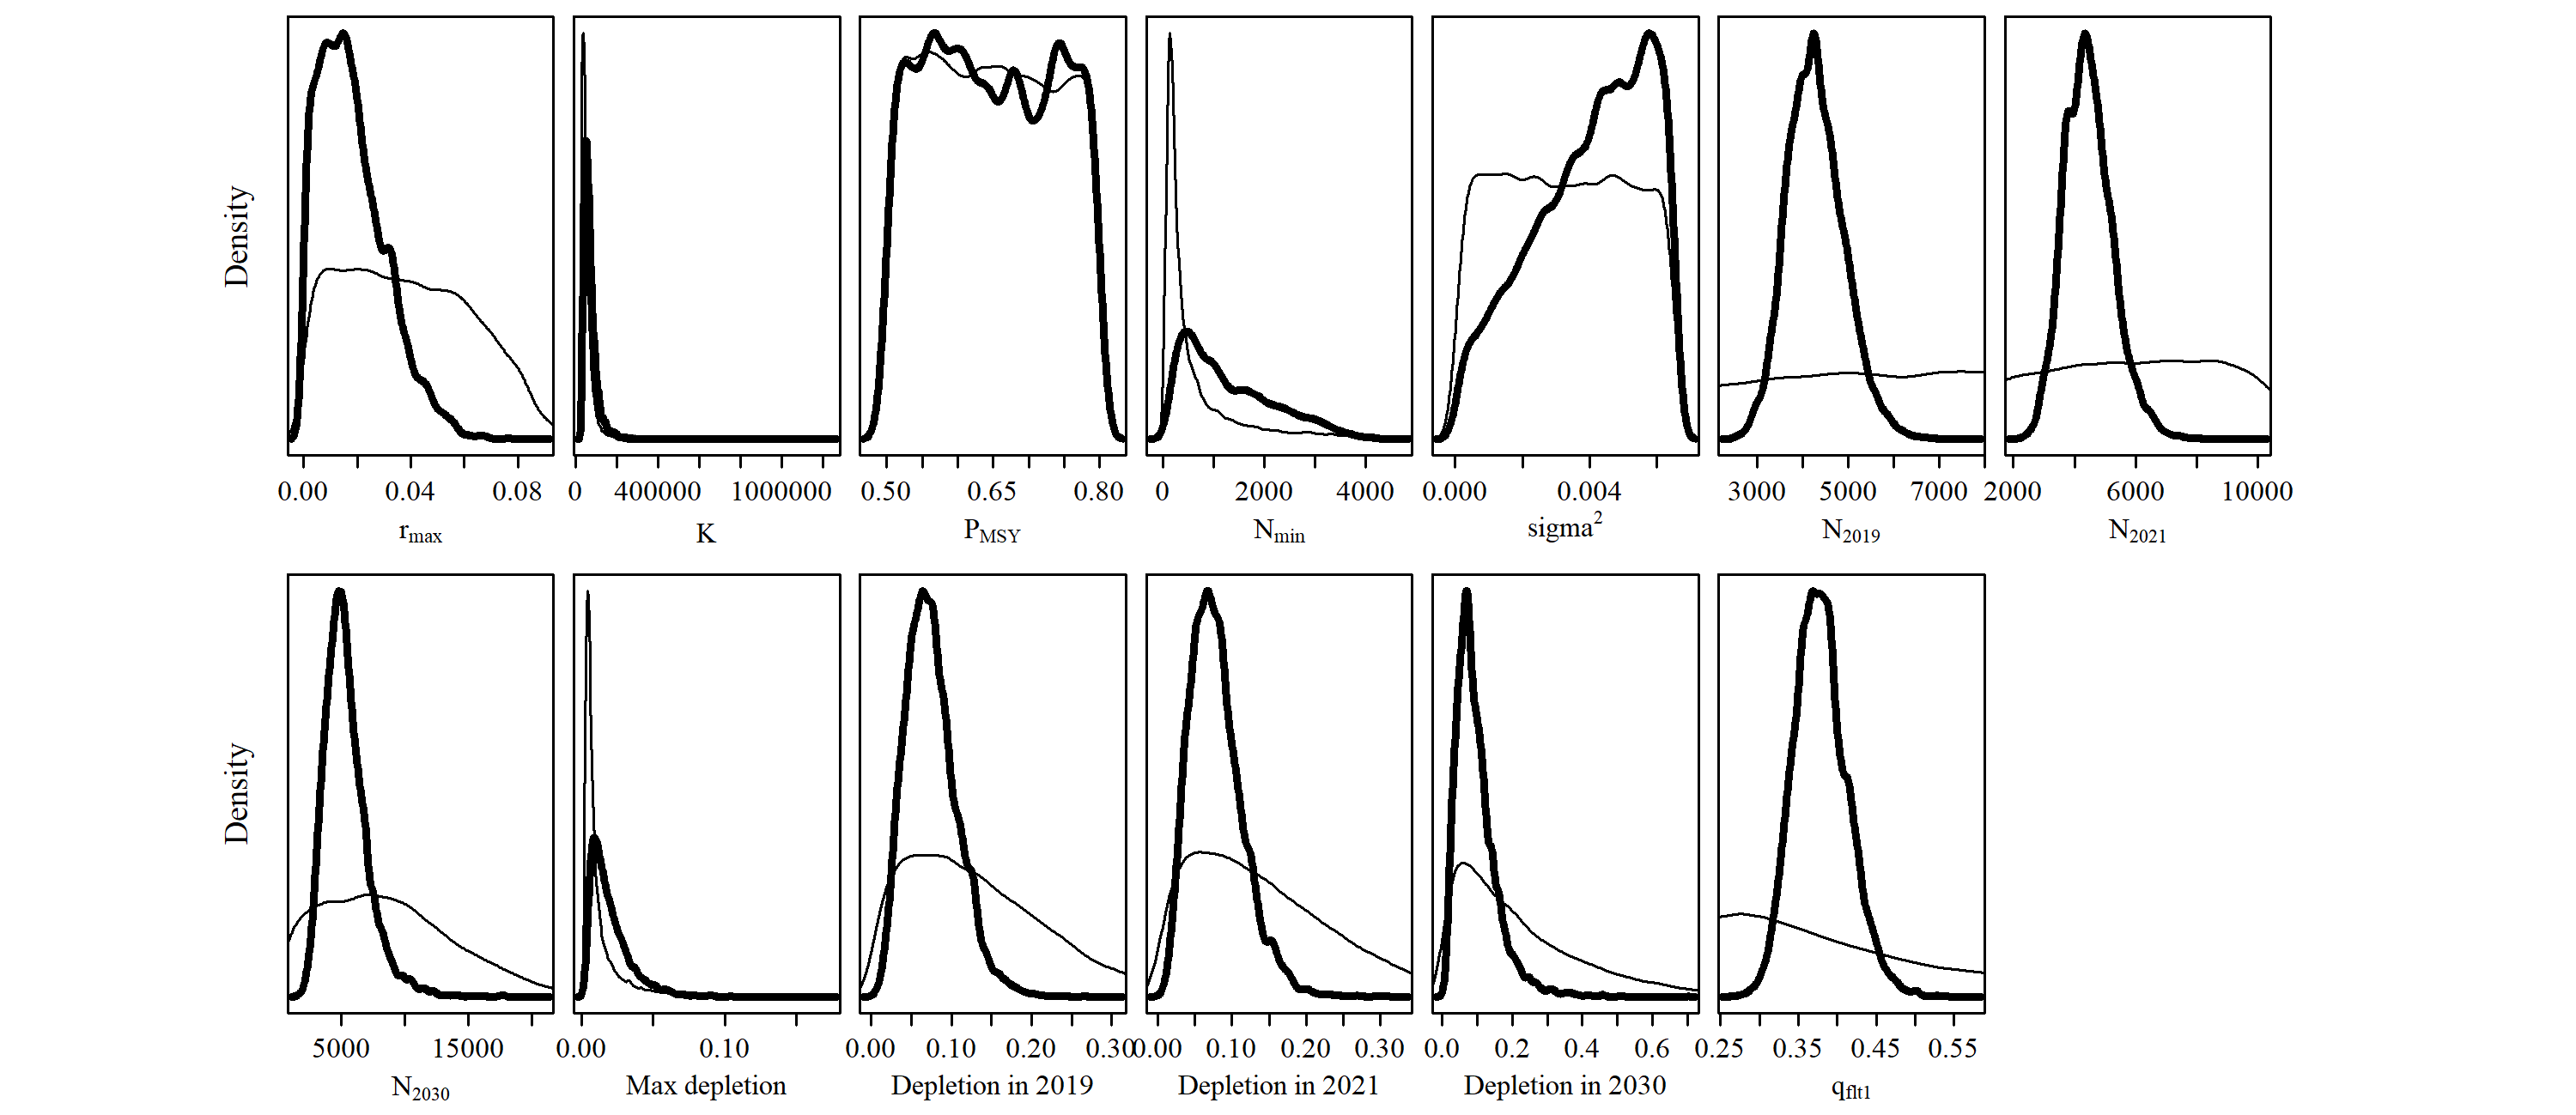 Density
0.00 0.04 0.08 0 400000 1000000 0.50 0.65 0.80 0 2000 4000 0.000 0.004 3000 5000 7000 2000 6000 10000
rmax K PMSY Nmin sigma² N2019 N2021
Density
5000 15000 0.00 0.10 0.00 0.10 0.20 0.30 0.00 0.10 0.20 0.30 0.0 0.2 0.4 0.6 0.25 0.35 0.45 0.55
N2030 Max depletion Depletion in 2019 Depletion in 2021 Depletion in 2030 qflt1